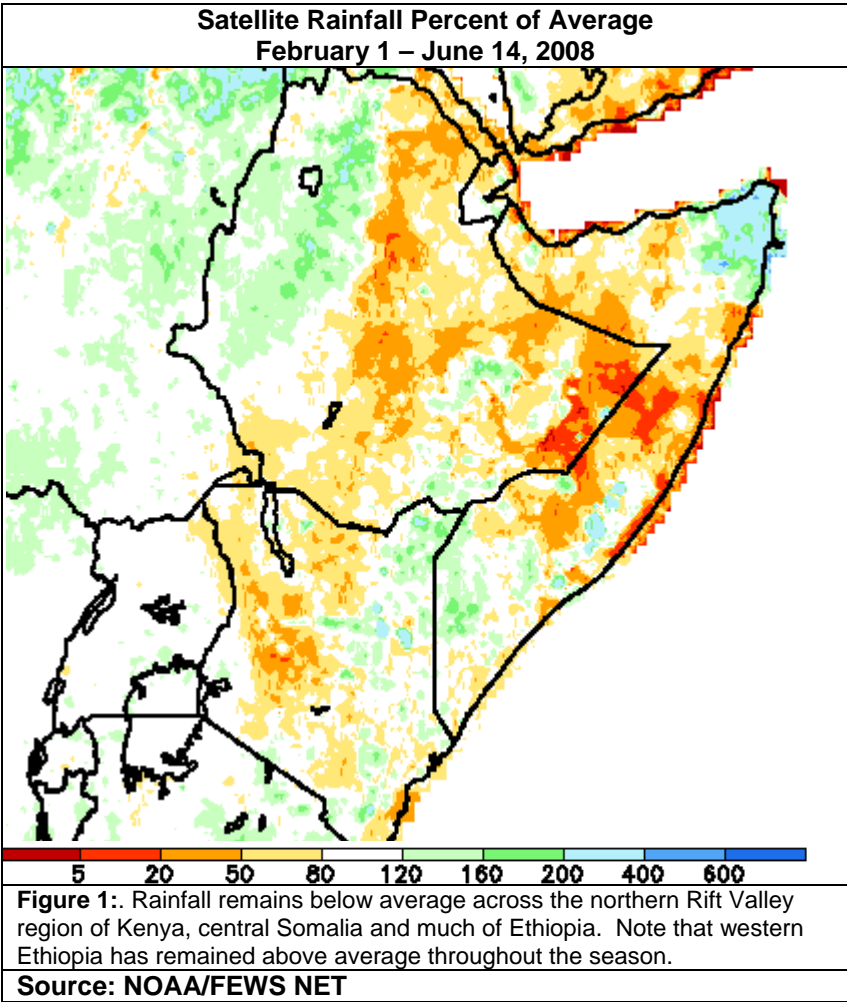 Satellite Rainfall Percent of Average
February 1 – June 14, 2008
5 20 50 80 120 160 200 400 600
Figure 1:. Rainfall remains below average across the northern Rift Valley
region of Kenya, central Somalia and much of Ethiopia. Note that western
Ethiopia has remained above average throughout the season.
Source: NOAA/FEWS NET